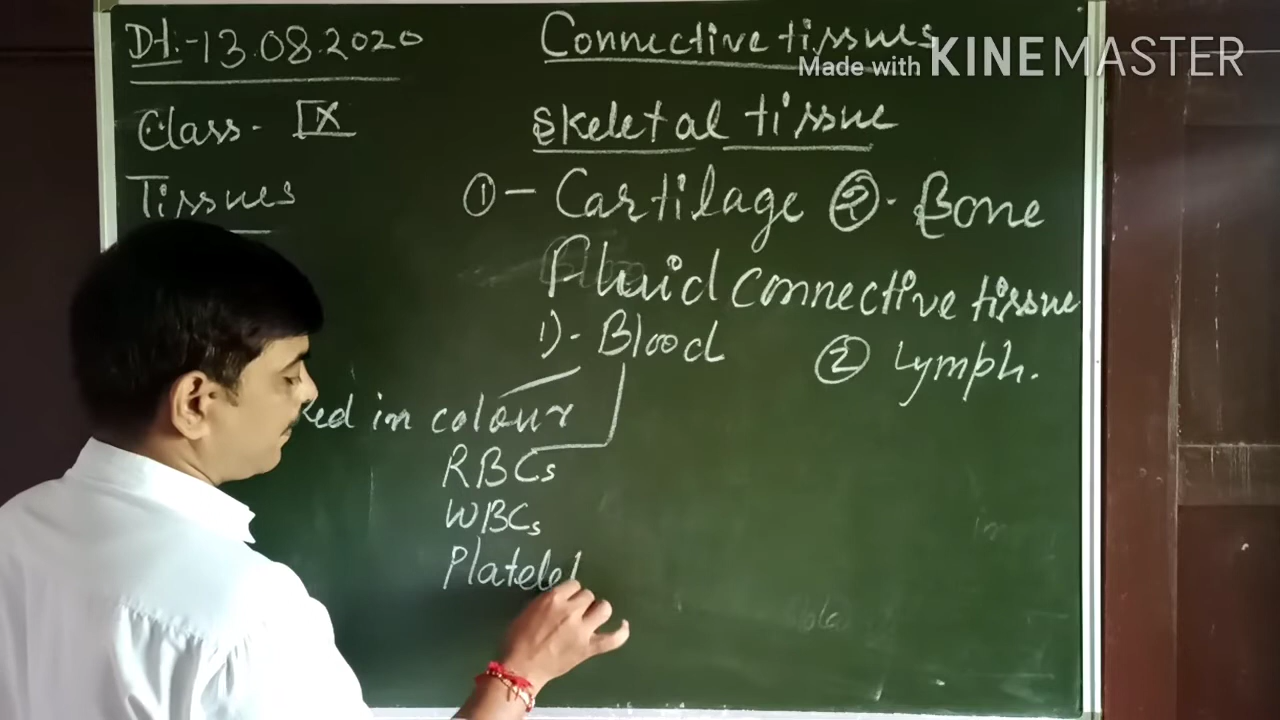 Dt.-13.08.2020
Class- IX
Tissues
Connective tissues
Made with KINEMASTER
Skeletal tissue
①- Cartilage ②. Bone
Fluid connective tissue
1)- Blood ② Lymph.
Red in colour
RBCs
WBCs
Platelet